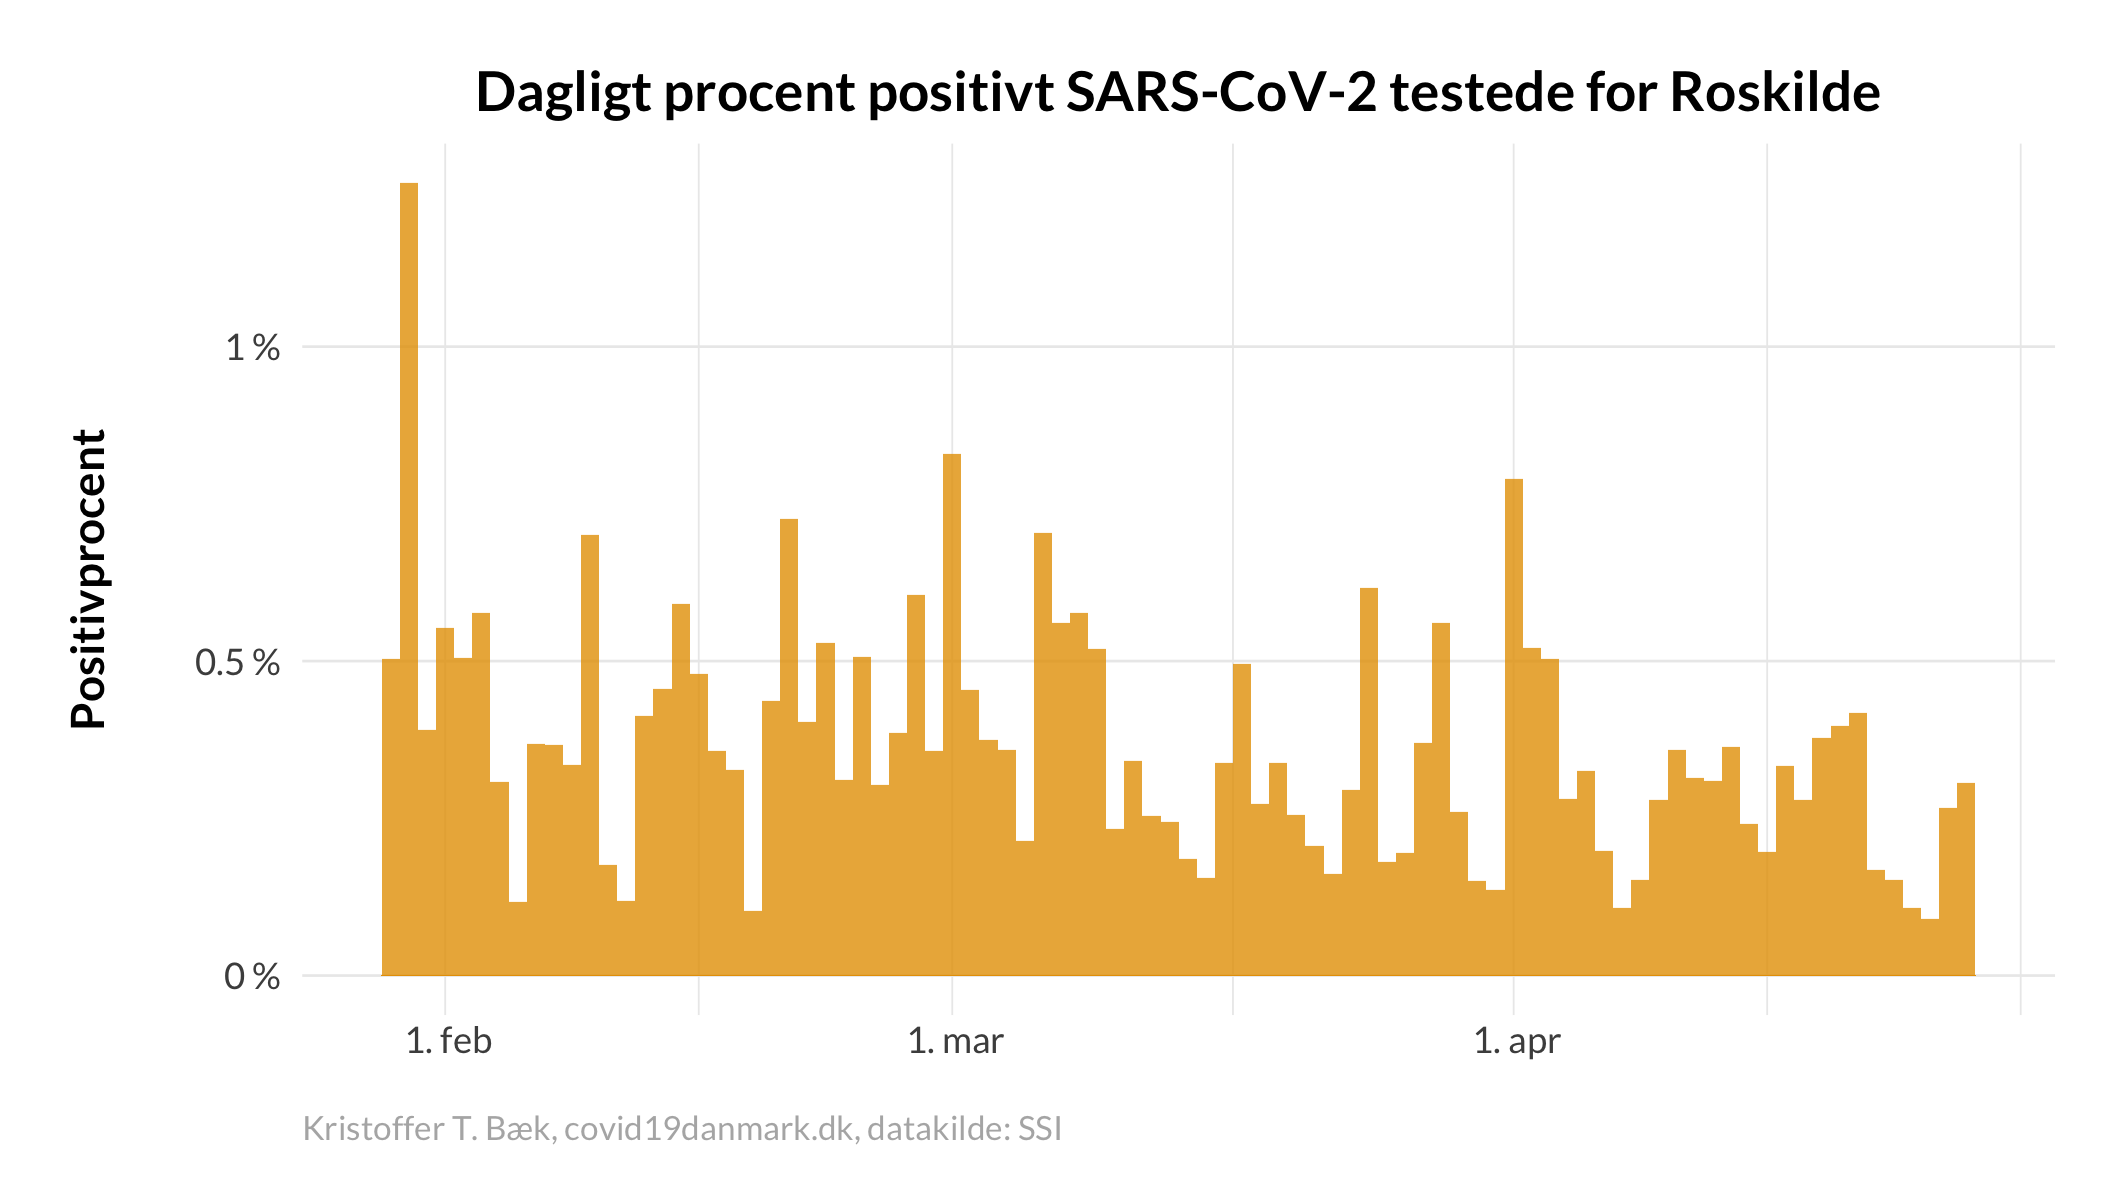 Dagligt procent positivt SARS-CoV-2 testede for Roskilde
Positivprocent
1 %
0.5 %
0 %
1. feb
1. mar
1. apr
Kristoffer T. Bæk, covid19danmark.dk, datakilde: SSI